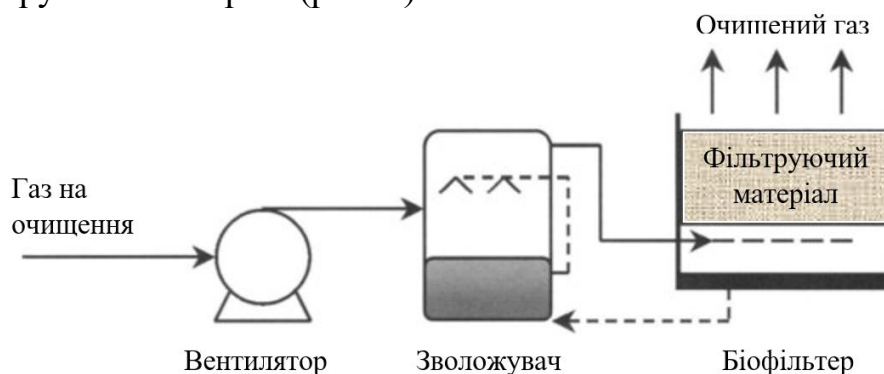 Очищений газ
Фільтруючий
матеріал
Газ на
очищення
Вентилятор
Зволожувач
Біофільтер